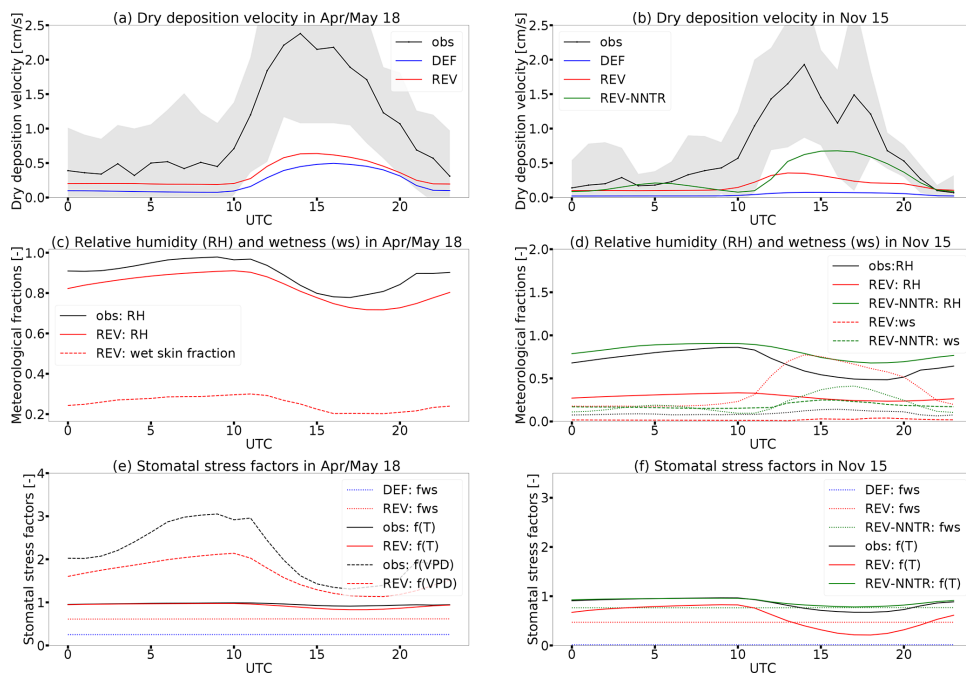 (a) Dry deposition velocity in Apr/May 18
Dry deposition velocity [cm/s]
2.5
2.0
1.5
1.0
0.5
0.0
obs
DEF
REV
0 5 10 15 20
UTC
(b) Dry deposition velocity in Nov 15
Dry deposition velocity [cm/s]
2.5
2.0
1.5
1.0
0.5
0.0
obs
DEF
REV
REV-NNTR
0 5 10 15 20
UTC
(c) Relative humidity (RH) and wetness (ws) in Apr/May 18
Meteorological fractions [-]
1.0
0.8
0.6
0.4
0.2
obs: RH
REV: RH
REV: wet skin fraction
0 5 10 15 20
UTC
(d) Relative humidity (RH) and wetness (ws) in Nov 15
Meteorological fractions [-]
2.0
1.5
1.0
0.5
0.0
obs:RH
REV: RH
REV-NNTR: RH
REV:ws
REV-NNTR: ws
0 5 10 15 20
UTC
(e) Stomatal stress factors in Apr/May 18
Stomatal stress factors [-]
4
3
2
1
0
DEF: fws
REV: fws
obs: f(T)
REV: f(T)
obs: f(VPD)
REV: f(VPD)
0 5 10 15 20
UTC
(f) Stomatal stress factors in Nov 15
Stomatal stress factors [-]
3
2
1
0
DEF: fws
REV: fws
REV-NNTR: fws
obs: f(T)
REV: f(T)
REV-NNTR: f(T)
0 5 10 15 20
UTC